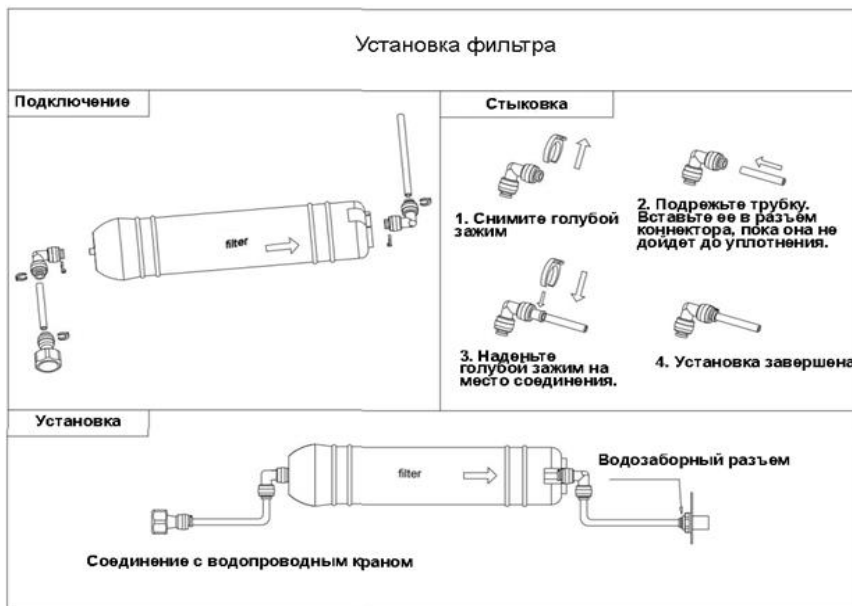 Установка фильтра
Подключение
filter
Стыковка
1. Снимите голубой
зажим
2. Подрежьте трубку.
Вставьте ее в разъем
коннектора, пока она не
дойдет до уплотнения.
3. Наденьте
голубой зажим на
место соединения.
4. Установка завершена
Установка
filter
Водозаборный разъем
Соединение с водопроводным краном